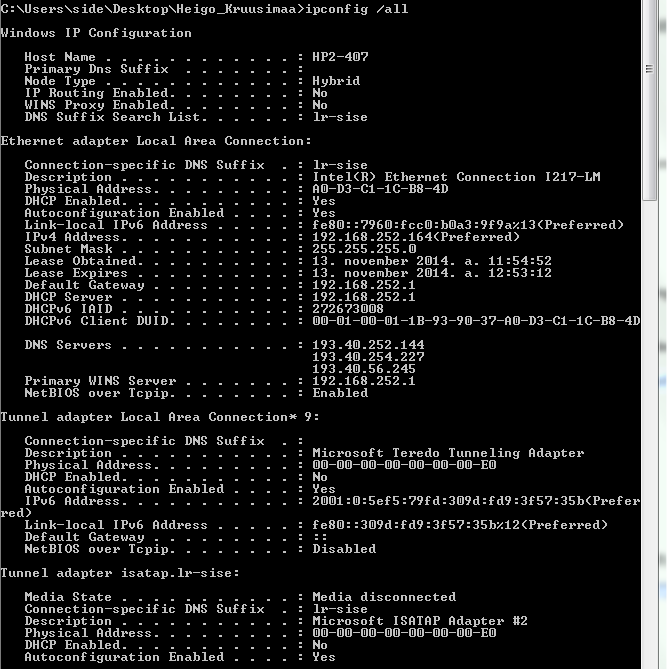 C:\Users\side\Desktop\Heigo_Kruusimaa>ipconfig /all
Windows IP Configuration
Host Name . . . . . . . . . . . . : HP2-407
Primary Dns Suffix . . . . . . . :
Node Type . . . . . . . . . . . . : Hybrid
IP Routing Enabled. . . . . . . . : No
WINS Proxy Enabled. . . . . . . . : No
DNS Suffix Search List. . . . . . : lr-sise
Ethernet adapter Local Area Connection:
Connection-specific DNS Suffix . : lr-sise
Description . . . . . . . . . . . : Intel(R) Ethernet Connection I217-LM
Physical Address. . . . . . . . . : A0-D3-C1-1C-B8-4D
DHCP Enabled. . . . . . . . . . . : Yes
Autoconfiguration Enabled . . . . : Yes
Link-local IPv6 Address . . . . . : fe80::7960:fcc0:b0a3:9f9a%13(Preferred)
IPv4 Address. . . . . . . . . . . : 192.168.252.164(Preferred)
Subnet Mask . . . . . . . . . . . : 255.255.255.0
Lease Obtained. . . . . . . . . . : 13. november 2014. a. 11:54:52
Lease Expires . . . . . . . . . . : 13. november 2014. a. 12:53:12
Default Gateway . . . . . . . . . : 192.168.252.1
DHCP Server . . . . . . . . . . . : 192.168.252.1
DHCPv6 IAID . . . . . . . . . . . : 272673008
DHCPv6 Client DUID. . . . . . . . : 00-01-00-01-1B-93-90-37-A0-D3-C1-1C-B8-4D
DNS Servers . . . . . . . . . . . : 193.40.252.144
193.40.254.227
193.40.56.245
Primary WINS Server . . . . . . . : 192.168.252.1
NetBIOS over Tcpip. . . . . . . . : Enabled
Tunnel adapter Local Area Connection* 9:
Connection-specific DNS Suffix . :
Description . . . . . . . . . . . : Microsoft Teredo Tunneling Adapter
Physical Address. . . . . . . . . : 00-00-00-00-00-00-00-E0
DHCP Enabled. . . . . . . . . . . : No
Autoconfiguration Enabled . . . . : Yes
IPv6 Address. . . . . . . . . . . : 2001:0:5ef5:79fd:309d:fd9:3f57:35b(Prefer
red)
Link-local IPv6 Address . . . . . : fe80::309d:fd9:3f57:35b%12(Preferred)
Default Gateway . . . . . . . . . : ::
NetBIOS over Tcpip. . . . . . . . : Disabled
Tunnel adapter isatap.lr-sise:
Media State . . . . . . . . . . . : Media disconnected
Connection-specific DNS Suffix . : lr-sise
Description . . . . . . . . . . . : Microsoft ISATAP Adapter #2
Physical Address. . . . . . . . . : 00-00-00-00-00-00-00-E0
DHCP Enabled. . . . . . . . . . . : No
Autoconfiguration Enabled . . . . : Yes